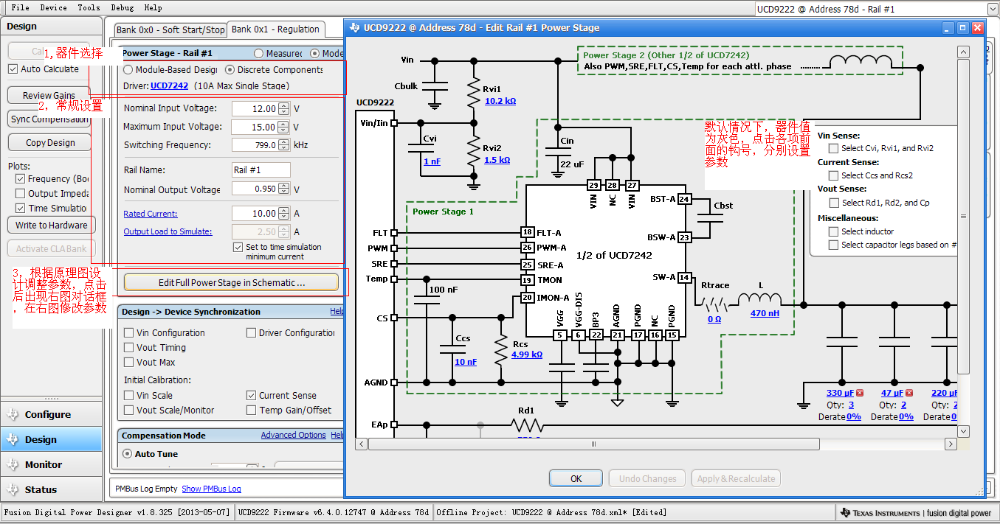 File Device Tools Debug Help
UCD9222 @ Address 78d - Rail #1
Design
1,器件选择
Auto Calculate
Review Gains
2，常规设置
Sync Compensation
Copy Design
Plots:
Frequency (Bo
Output Impeda
Time Simulatio
Write to Hardware
Activate CLA Bank
3，根据原理图设
计调整参数，点击
后出现右图对话框
，在右图修改参数
Configure
Design
Monitor
Status
Bank 0x0 - Soft Start/Stop
Bank 0x1 - Regulation
Power Stage - Rail #1
Measured
Mode
Module-Based Design
Discrete Components
Driver: UCD7242 (10A Max Single Stage)
Nominal Input Voltage: 12.00 V
Maximum Input Voltage: 15.00 V
Switching Frequency: 799.0 kHz
Rail Name: Rail #1
Nominal Output Voltage 0.950 V
Rated Current: 10.00 A
Output Load to Simulate: 2.50 A
Set to time simulation
minimum current
Edit Full Power Stage in Schematic ...
Design -> Device Synchronization
Help
Vin Configuration
Driver Configuration
Vout Timing
Vout Max
Initial Calibration:
Vin Scale
Current Sense
Vout Scale/Monitor
Temp Gain/Offset
Compensation Mode
Advanced Options
Help
Auto Tune
PMBus Log Empty Show PMBus Log
UCD9222 @ Address 78d - Edit Rail #1 Power Stage
Vin
Power Stage 2 (Other 1/2 of UCD7242)
Also PWM,SRE,FLT,CS,Temp for each attl. phase .........
Cbulk
Rvi1
10.2 kΩ
UCD9222
Vin/Iin
Cvi
1 nF
Rvi2
1.5 kΩ
Cin
22 uF
默认情况下，器件值
为灰色，点击各项前
面的钩号，分别设置
参数
Vin Sense:
Select Cvi, Rvi1, and Rvi2
Current Sense:
Select Ccs and Rcs2
Vout Sense:
Select Rd1, Rd2, and Cp
Miscellaneous:
Select inductor
Select capacitor legs based on #
29 28 27
VIN NC VIN
BST-A 24
Cbst
BSW-A 23
Power Stage 1
FLT 18 FLT-A
PWM 26 PWM-A
SRE 25 SRE-A
Temp 19 TMON
20 IMON-A
1/2 of UCD7242
SW-A 14
Rtrace
0 Ω
L
470 nH
100 nF
CS
Ccs
10 nF
Rcs
4.99 kΩ
VGG VGG-DIS BP3 AGND PGND NC PGND
5 6 22 21 17 16 15
AGND
330 µF 47 µF 220 µF
Qty: 3 Qty: 2 Qty: 2
Derate 0% Derate 0% Derate 0%
Rd1
EAp
OK
Undo Changes
Apply & Recalculate
Fusion Digital Power Designer v1.8.325 [2013-05-07]
UCD9222 Firmware v6.4.0.12747 @ Address 78d
Offline Project: UCD9222 @ Address 78d.xml* [Edited]
TEXAS INSTRUMENTS | fusion digital power